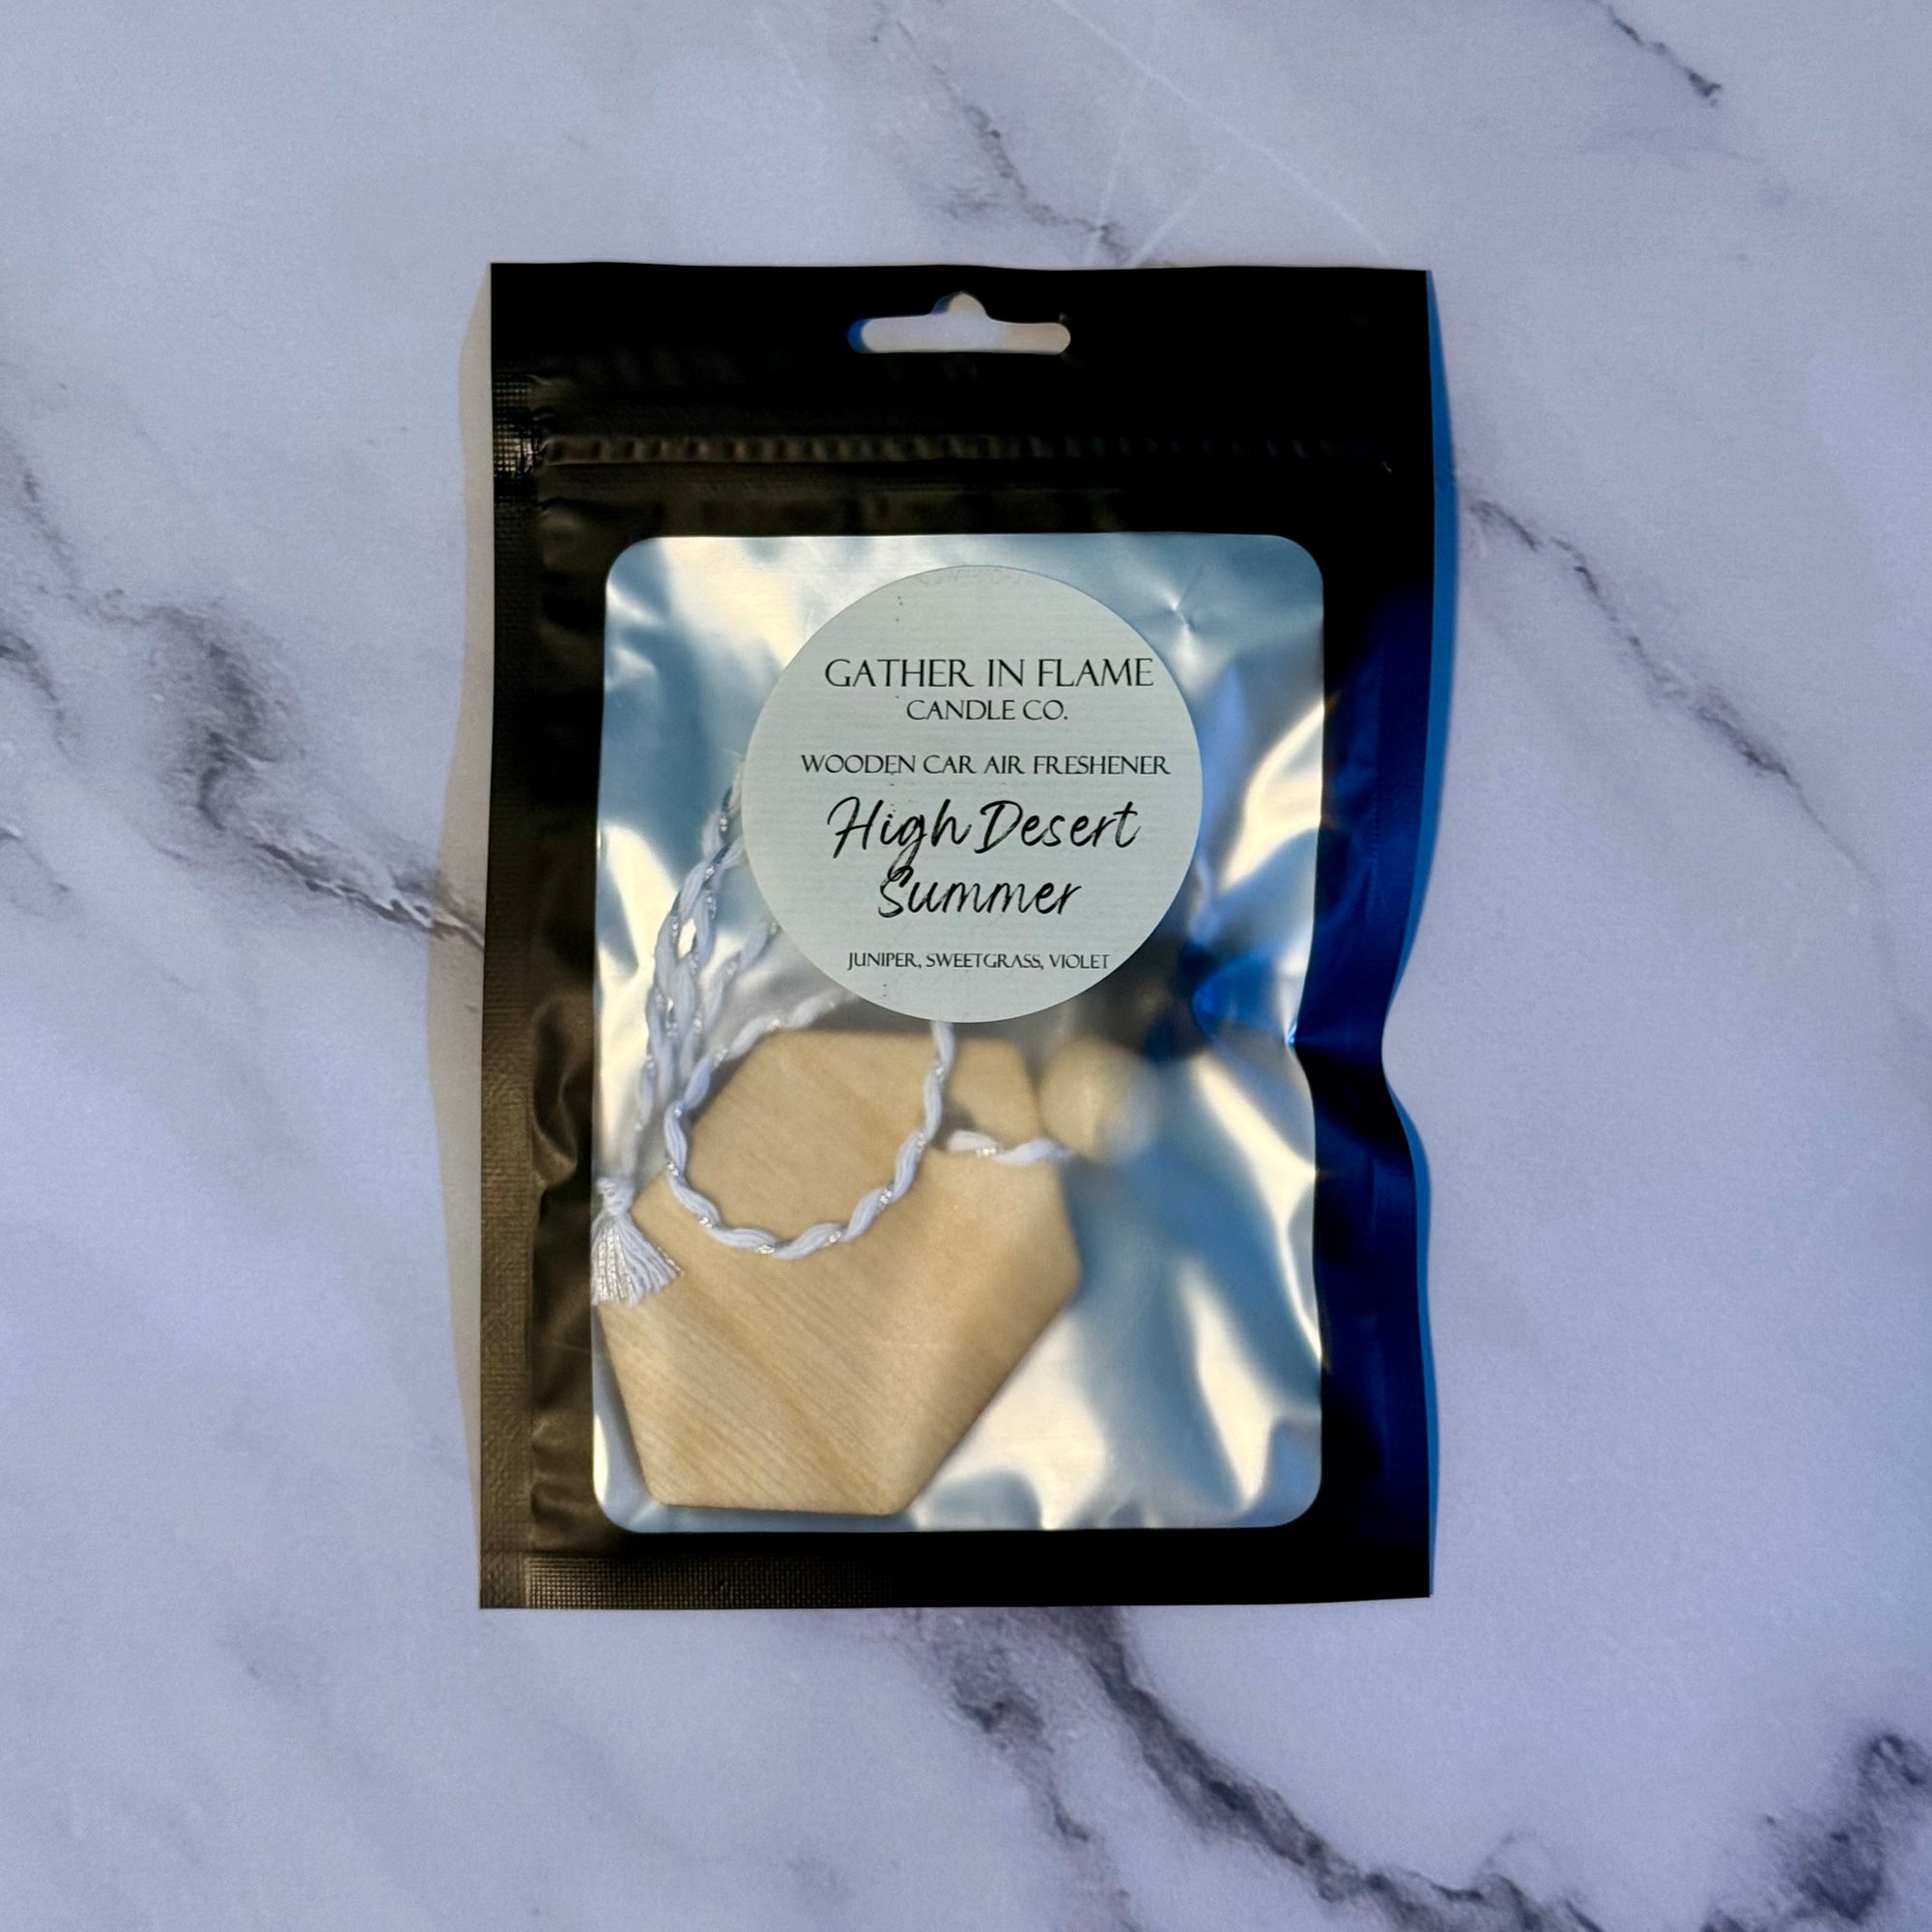 GATHER IN FLAME
CANDLE CO.
WOODEN CAR AIR FRESHENER
High Desert
Summer
JUNIPER, SWEETGRASS, VIOLET